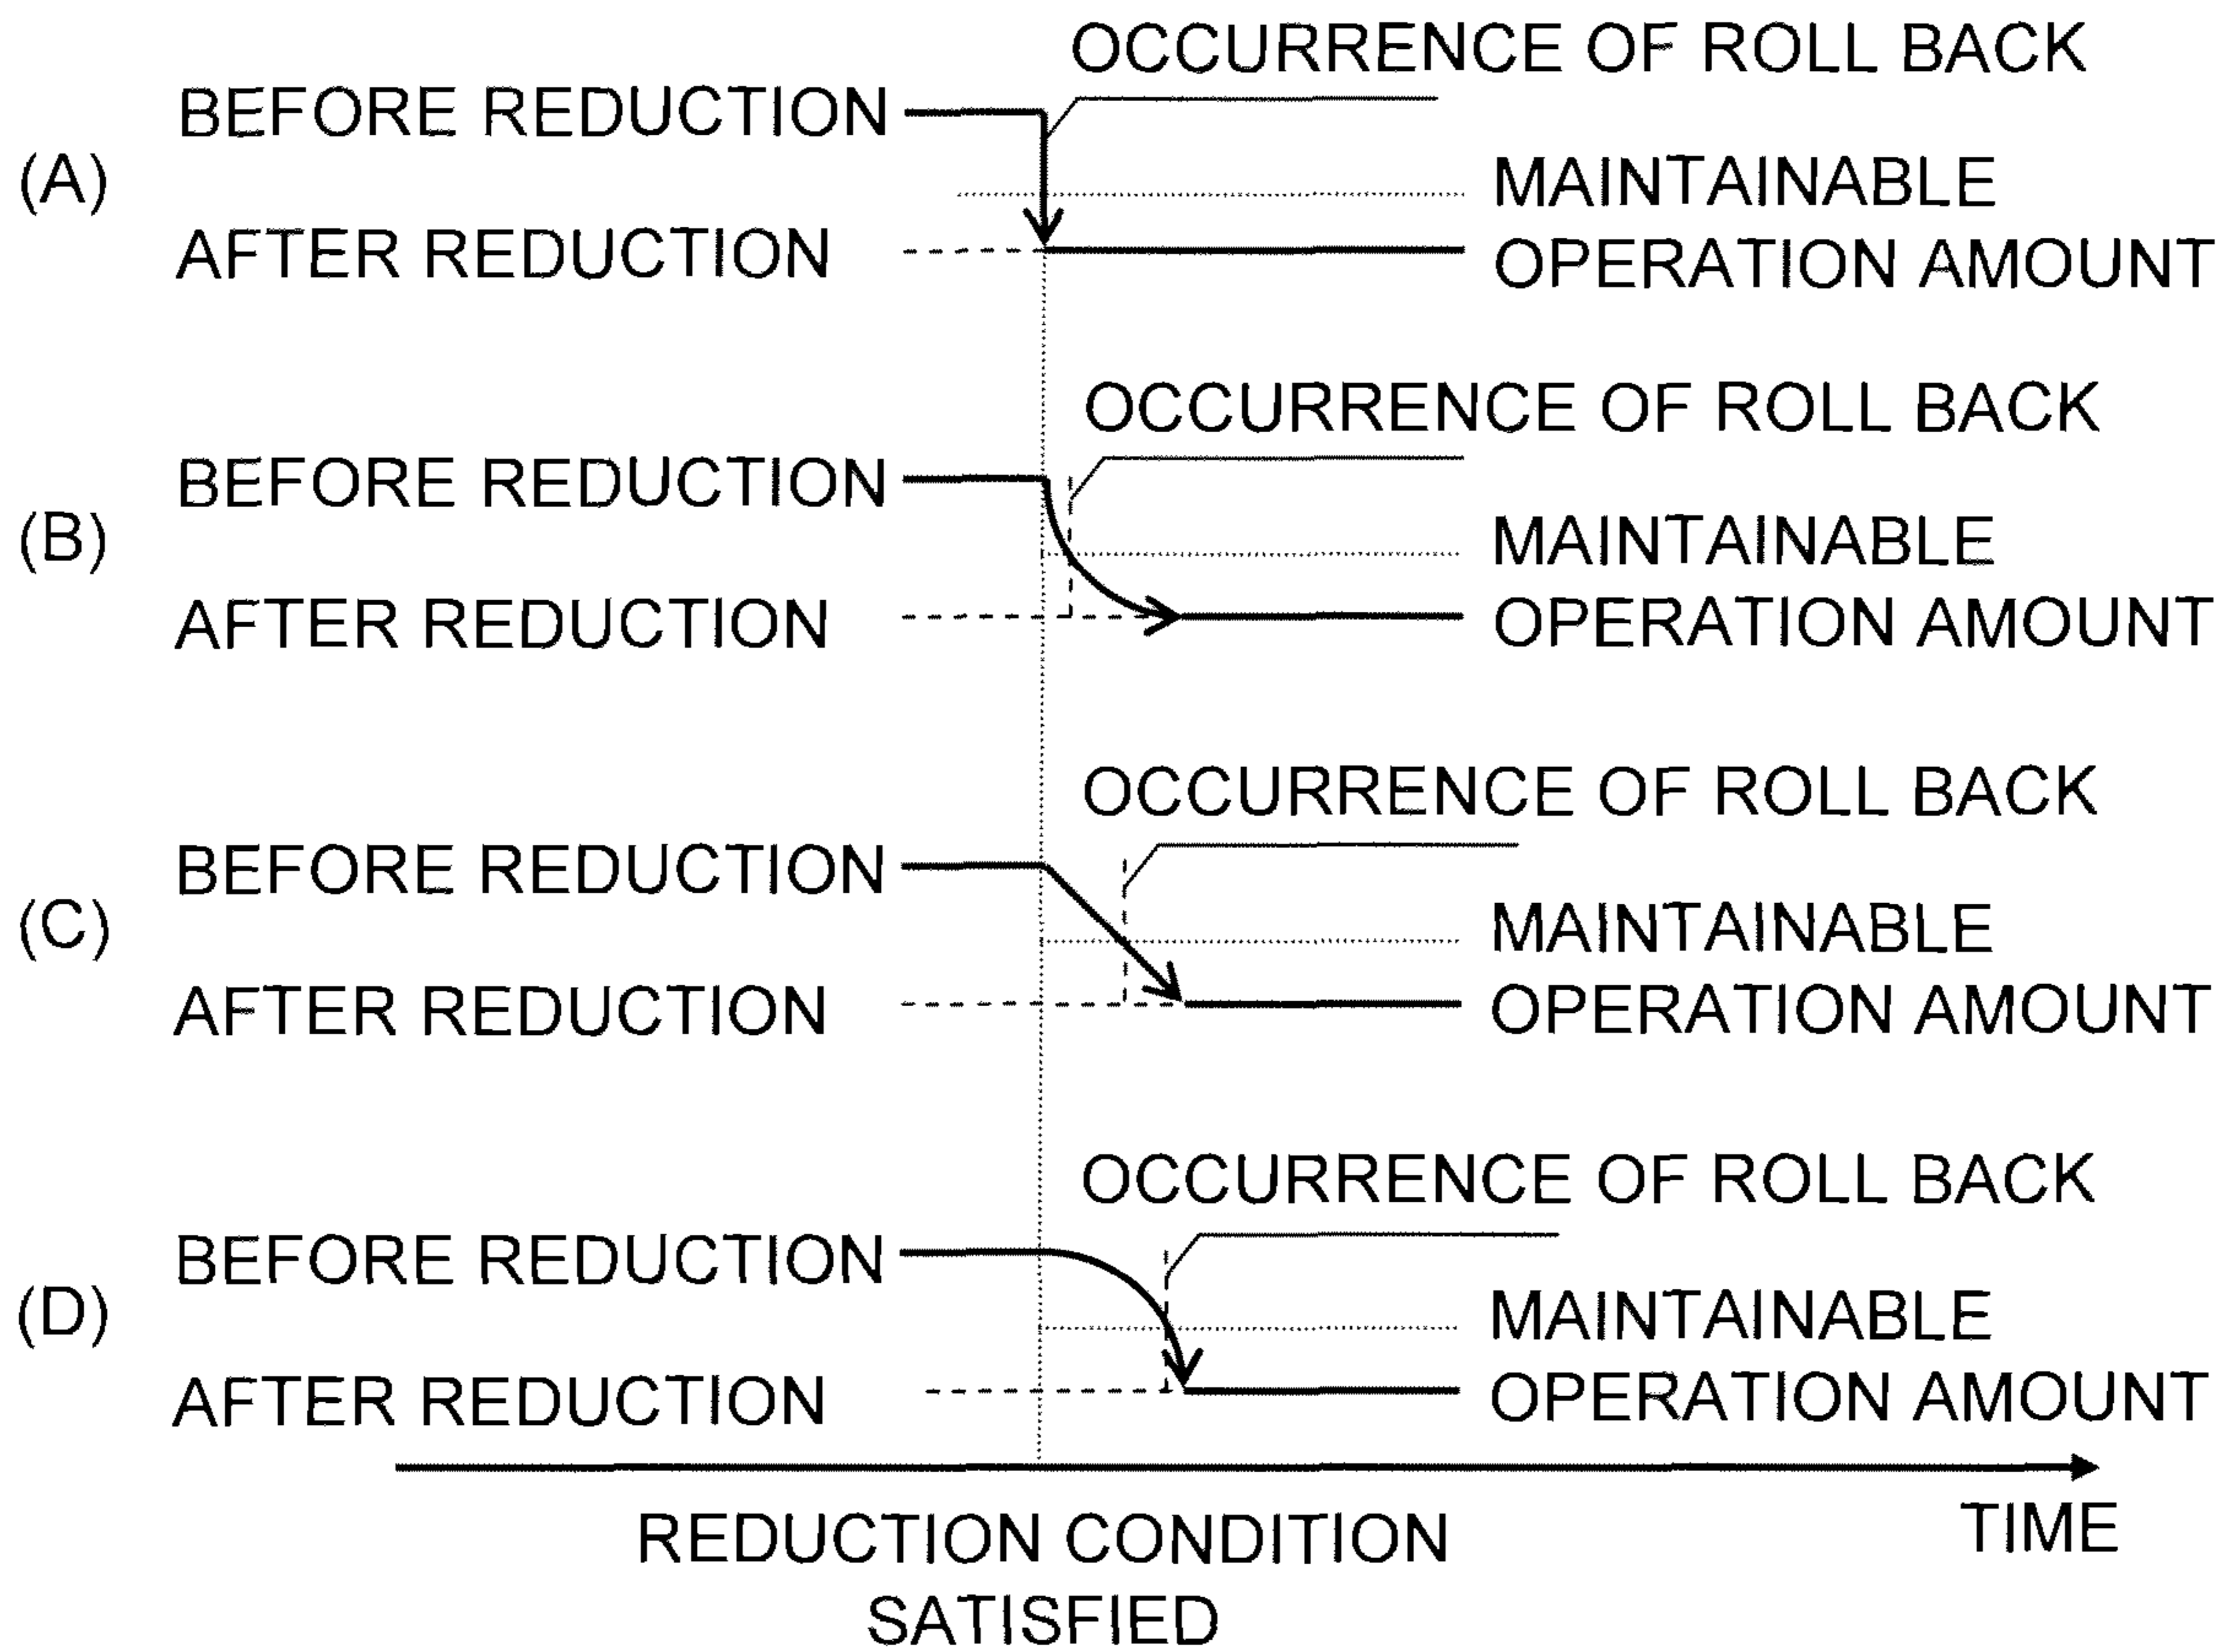 OCCURRENCE OF ROLL BACK
BEFORE REDUCTION
(A)
MAINTAINABLE
AFTER REDUCTION
OPERATION AMOUNT
OCCURRENCE OF ROLL BACK
BEFORE REDUCTION
(B)
MAINTAINABLE
AFTER REDUCTION
OPERATION AMOUNT
OCCURRENCE OF ROLL BACK
BEFORE REDUCTION
(C)
MAINTAINABLE
AFTER REDUCTION
OPERATION AMOUNT
OCCURRENCE OF ROLL BACK
BEFORE REDUCTION
(D)
MAINTAINABLE
AFTER REDUCTION
OPERATION AMOUNT
TIME
REDUCTION CONDITION
SATISFIED